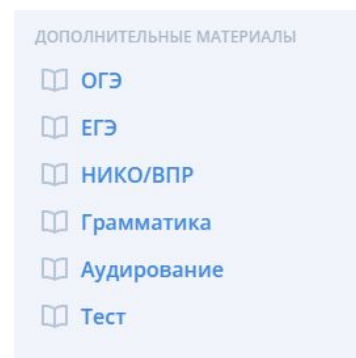 ДОПОЛНИТЕЛЬНЫЕ МАТЕРИАЛЫ
ОГЭ
ЕГЭ
НИКО/ВПР
Грамматика
Аудирование
Тест